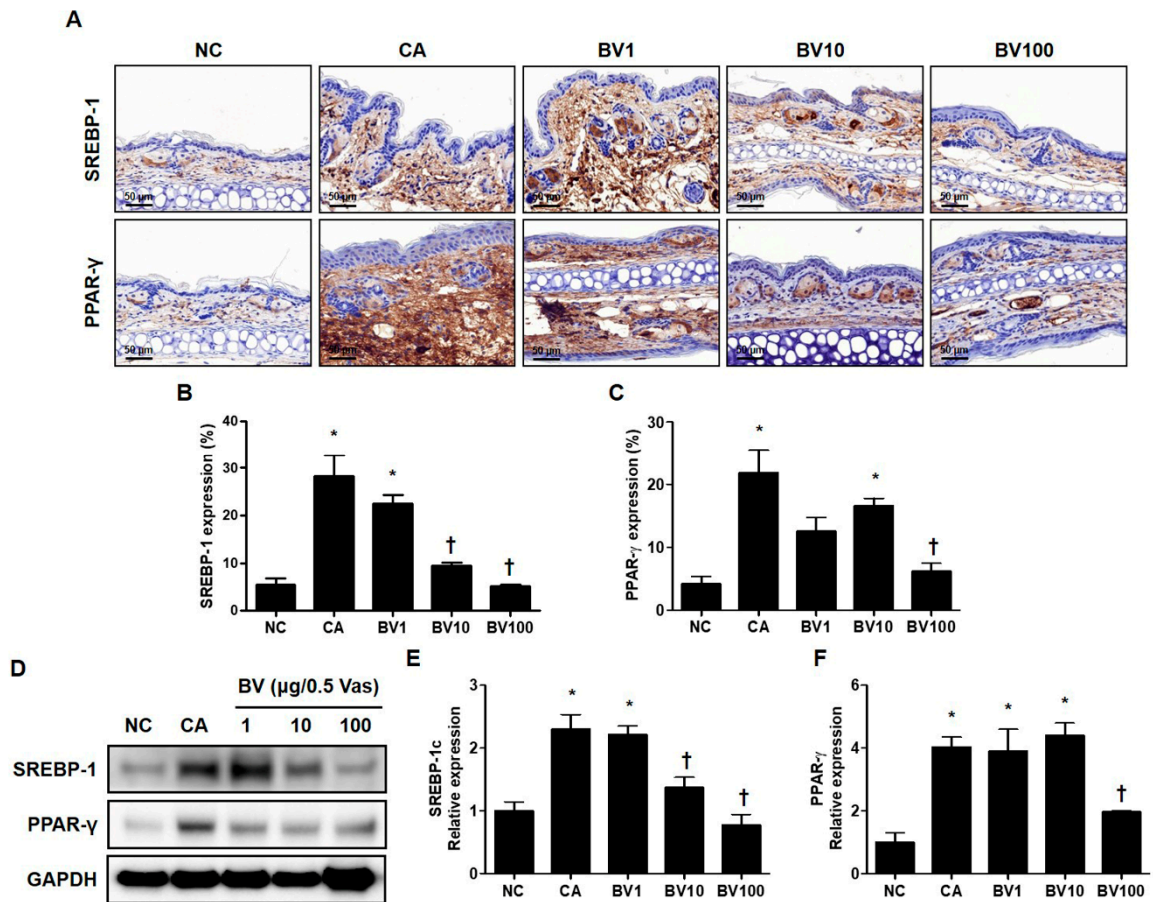 A
NC CA BV1 BV10 BV100
SREBP-1
50 µm 50 µm 50 µm 50 µm 50 µm
PPAR-γ
50 µm 50 µm 50 µm 50 µm 50 µm
B
SREBP-1 expression (%)
40
30
20
10
0
* * † †
NC CA BV1 BV10 BV100
C
PPAR-γ expression (%)
30
20
10
0
* * †
NC CA BV1 BV10 BV100
D
BV (µg/0.5 Vas)
NC CA 1 10 100
SREBP-1
PPAR-γ
GAPDH
E
SREBP-1c
Relative expression
3
2
1
0
* * † †
NC CA BV1 BV10 BV100
F
PPAR-γ
Relative expression
6
4
2
0
* * * †
NC CA BV1 BV10 BV100